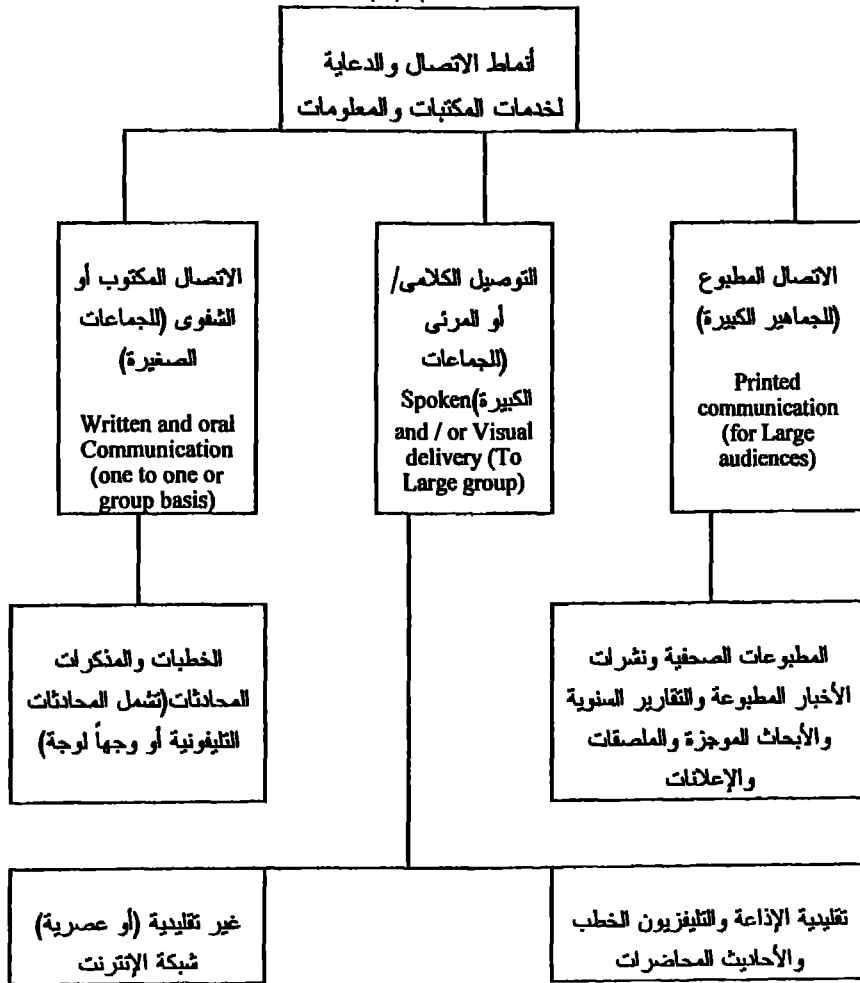 أنماط الاتصال والدعاية
لخدمات المكتبات والمعلومات
الاتصال المطبوع
(للجماهير الكبيرة)
Printed
communication
(for Large
audiences)
التوصيل الكلامى/
أو المرئى
(للجماعات
الكبيرة)Spoken
and / or Visual
delivery (To
Large group)
الاتصال المكتوب أو
الشفوى (للجماعات
الصغيرة)
Written and oral
Communication
(one to one or
group basis)
المطبوعات الصحفية ونشرات
الأخبار المطبوعة والتقارير السنوية
والأبحاث الموجزة والملصقات
والإعلانات
الخطبات والمذكرات
المحادثات(تشمل المحادثات
التليفونية أو وجهاً لوجة)
تقليدية الإذاعة والتليفزيون الخطب
والأحاديث المحاضرات
غير تقليدية (أو عصرية)
شبكة الإنترنت